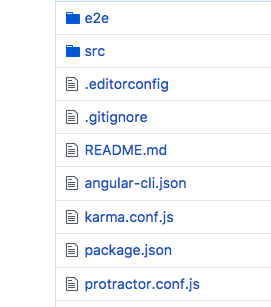 e2e
src
.editorconfig
.gitignore
README.md
angular-cli.json
karma.conf.js
package.json
protractor.conf.js